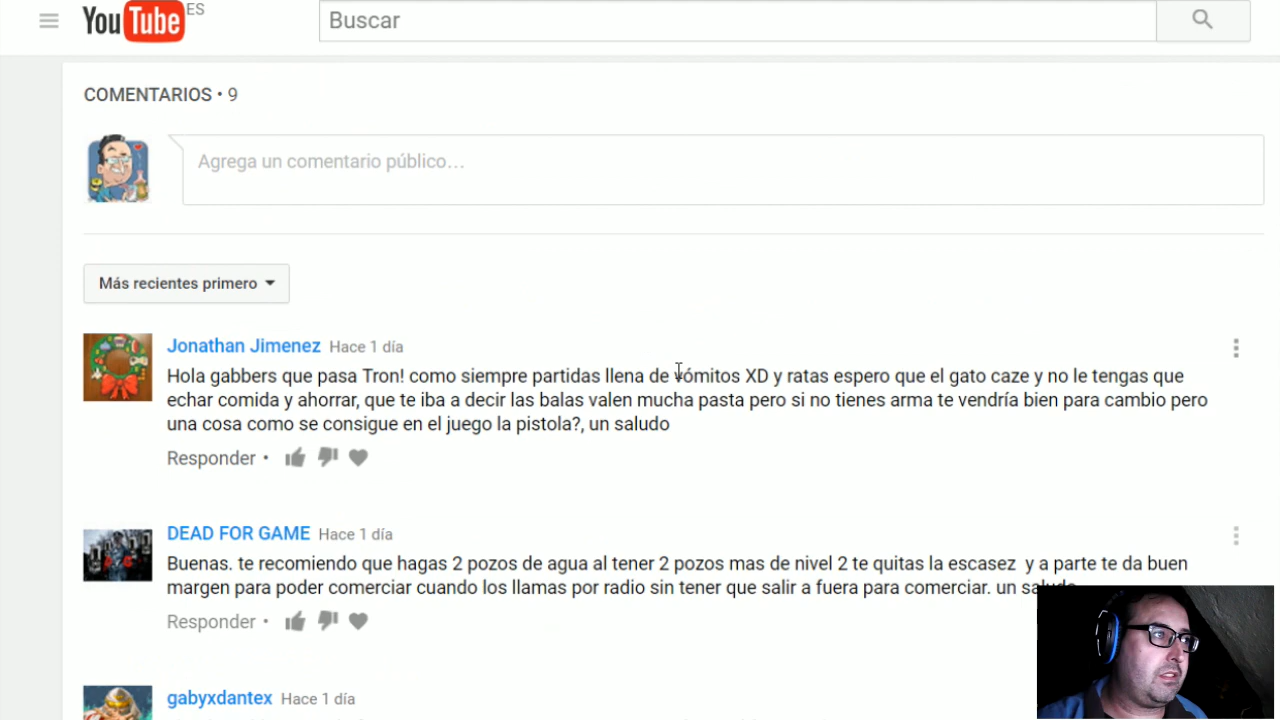 YouTube ES
Buscar
COMENTARIOS • 9
Agrega un comentario público...
Más recientes primero
Jonathan Jimenez Hace 1 día
Hola gabbers que pasa Tron! como siempre partidas llena de vómitos XD y ratas espero que el gato caze y no le tengas que
echar comida y ahorrar, que te iba a decir las balas valen mucha pasta pero si no tienes arma te vendría bien para cambio pero
una cosa como se consigue en el juego la pistola?, un saludo
Responder •
DEAD FOR GAME Hace 1 día
Buenas. te recomiendo que hagas 2 pozos de agua al tener 2 pozos mas de nivel 2 te quitas la escasez y a parte te da buen
margen para poder comerciar cuando los llamas por radio sin tener que salir a fuera para comerciar. un saludo
Responder •
gabyxdantex Hace 1 día